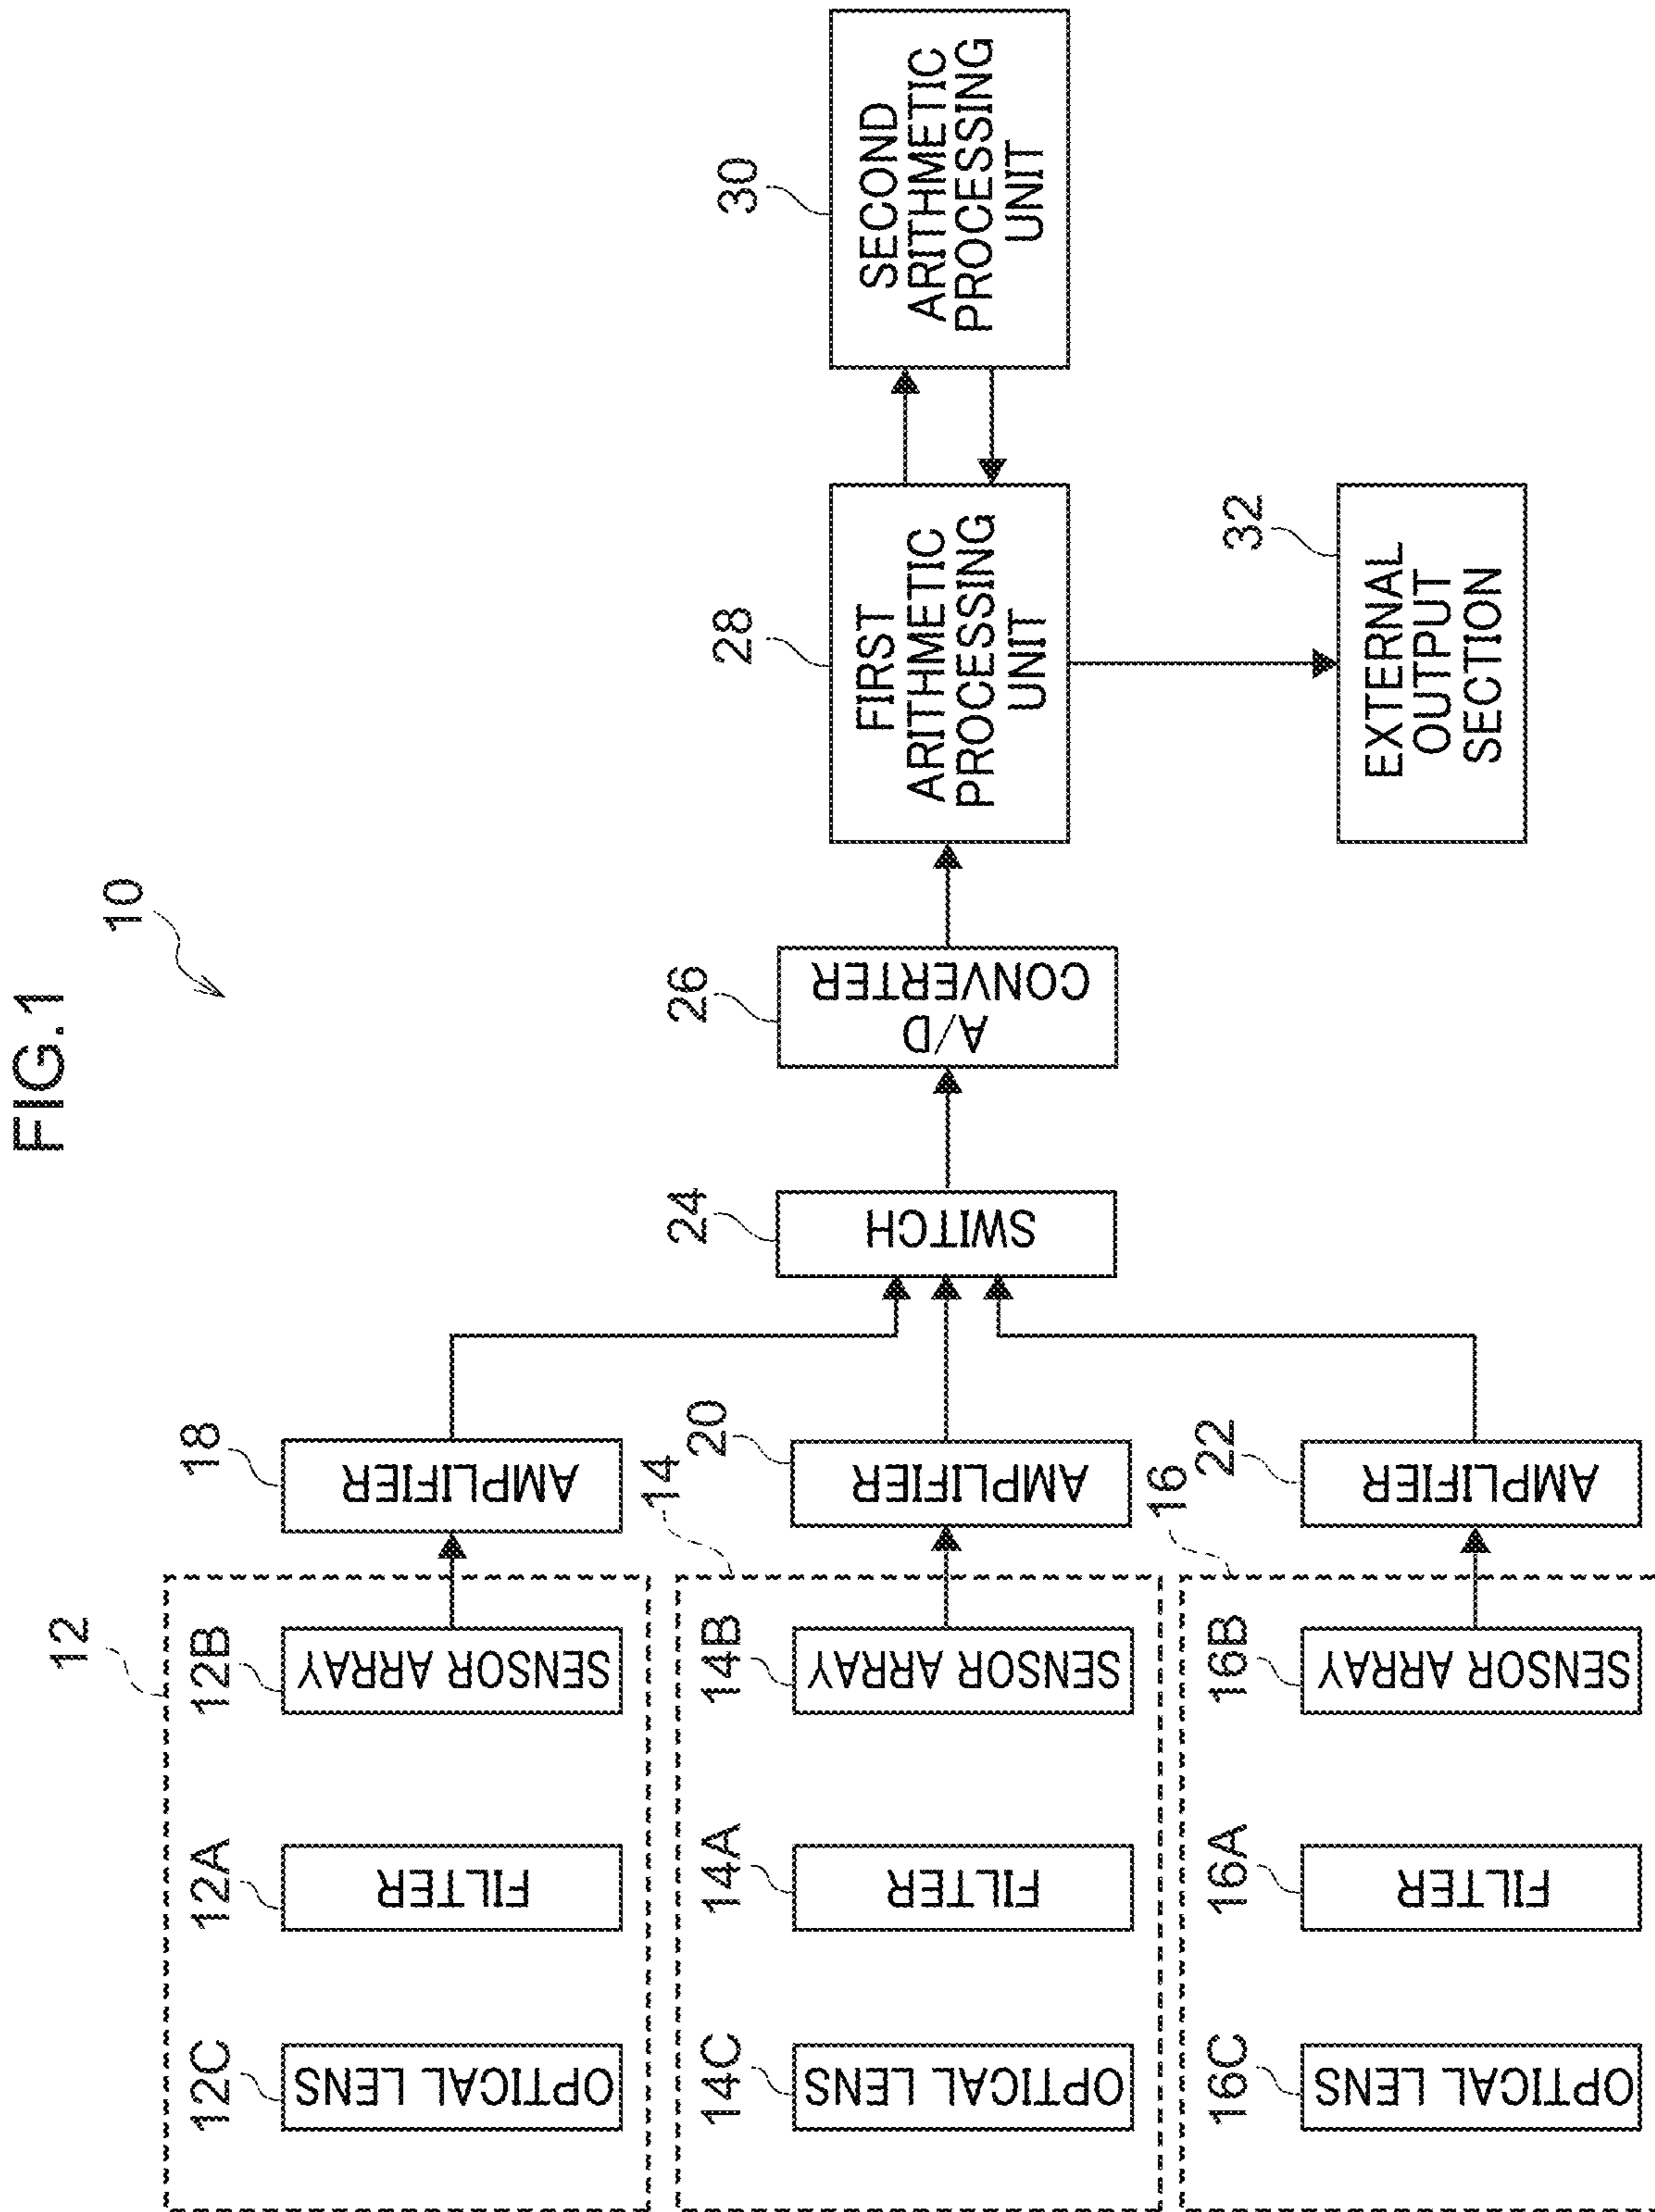 FIG.1
10
12
12C
OPTICAL LENS
12A
FILTER
12B
SENSOR ARRAY
18
AMPLIFIER
14
14C
OPTICAL LENS
14A
FILTER
14B
SENSOR ARRAY
20
AMPLIFIER
16
16C
OPTICAL LENS
16A
FILTER
16B
SENSOR ARRAY
22
AMPLIFIER
24
SWITCH
26
A/D
CONVERTER
28
FIRST
ARITHMETIC
PROCESSING
UNIT
30
SECOND
ARITHMETIC
PROCESSING
UNIT
32
EXTERNAL
OUTPUT
SECTION